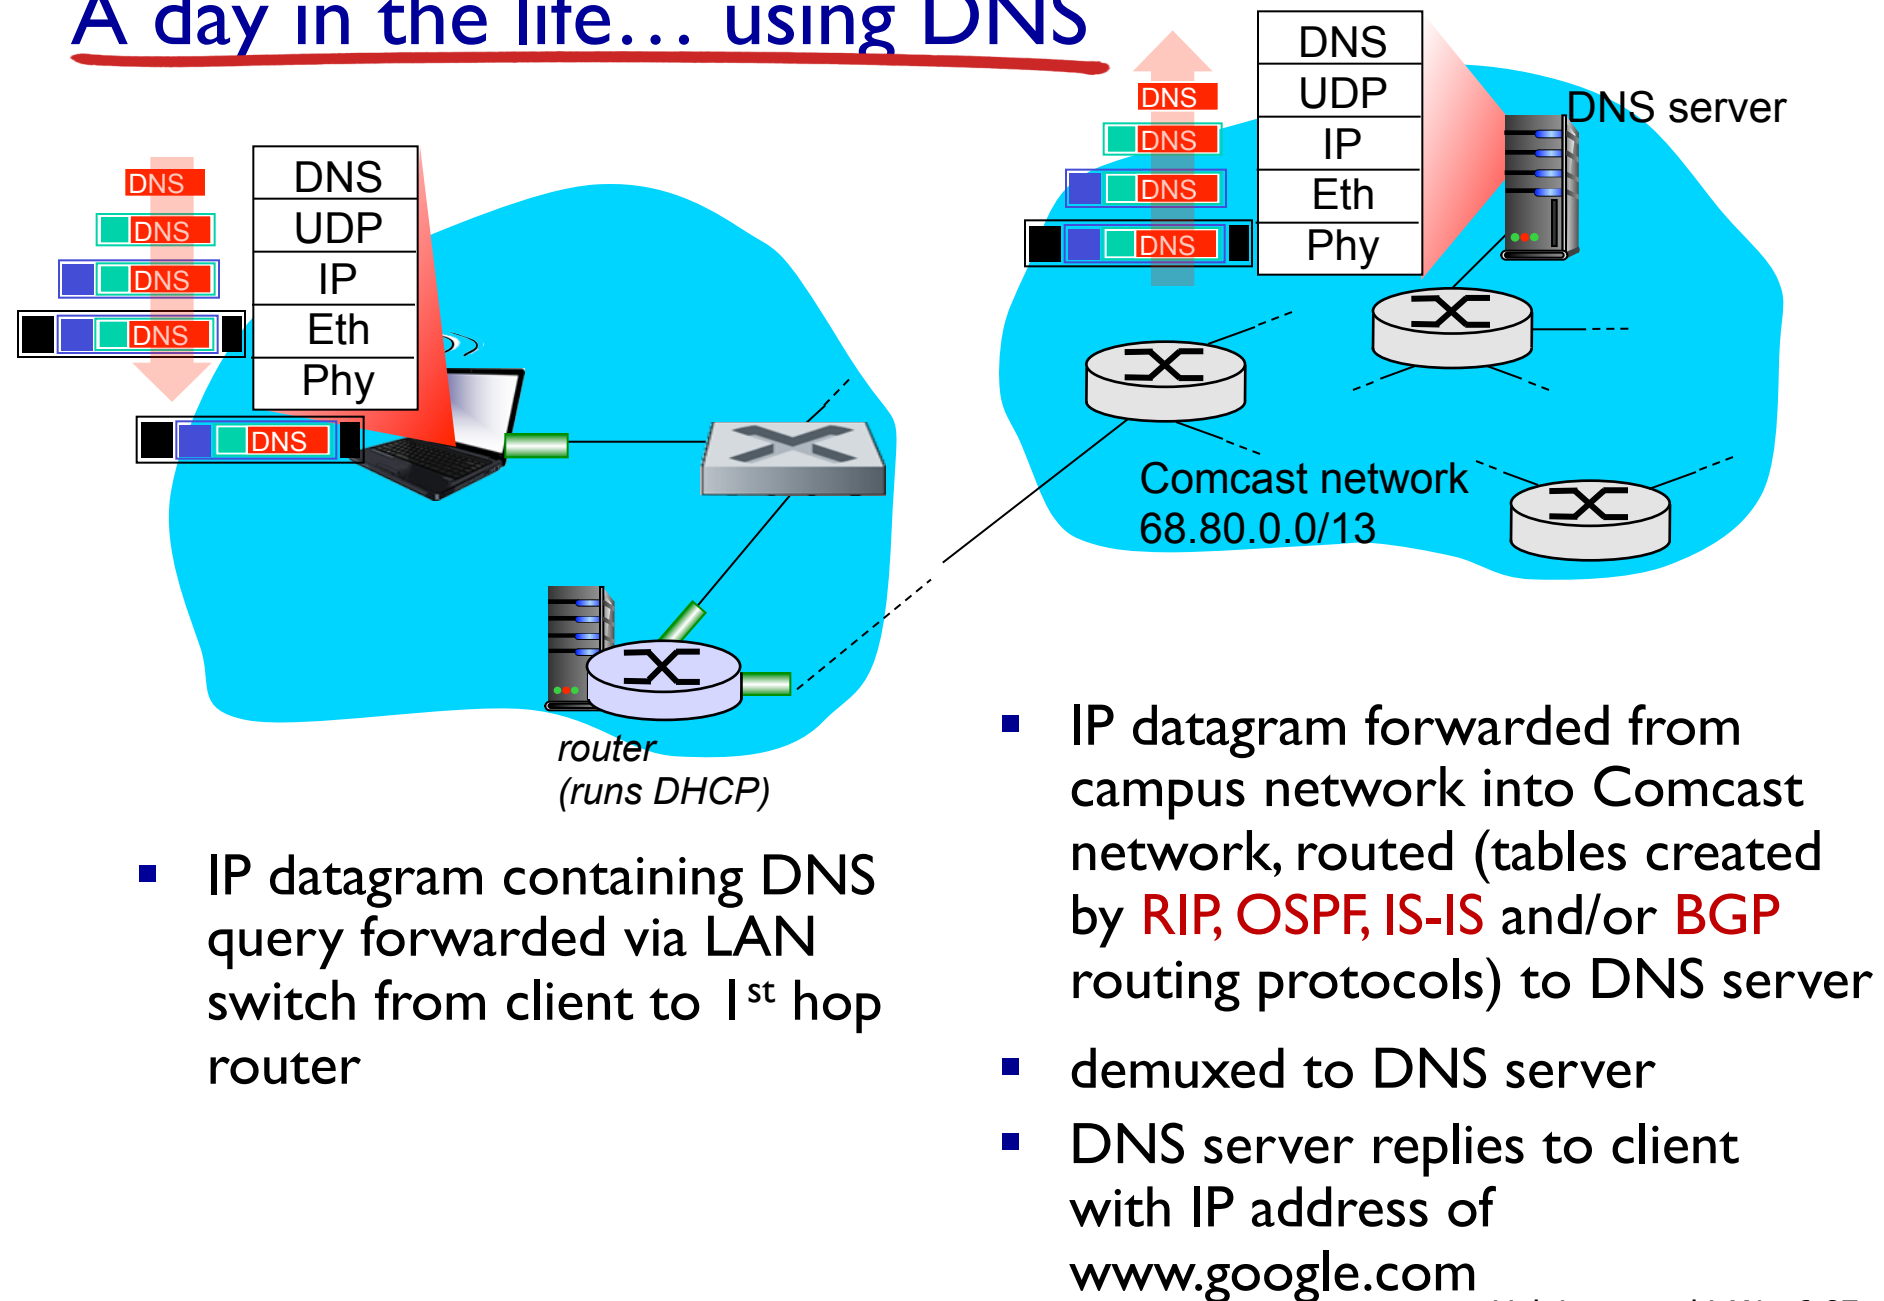 A day in the life… using DNS
DNS
DNS
DNS
DNS
DNS
UDP
IP
Eth
Phy
DNS
router
(runs DHCP)
DNS
DNS
DNS
DNS
DNS
UDP
IP
Eth
Phy
DNS server
Comcast network
68.80.0.0/13
▪ IP datagram containing DNS
query forwarded via LAN
switch from client to 1st hop
router
▪ IP datagram forwarded from
campus network into Comcast
network, routed (tables created
by RIP, OSPF, IS-IS and/or BGP
routing protocols) to DNS server
▪ demuxed to DNS server
▪ DNS server replies to client
with IP address of
www.google.com